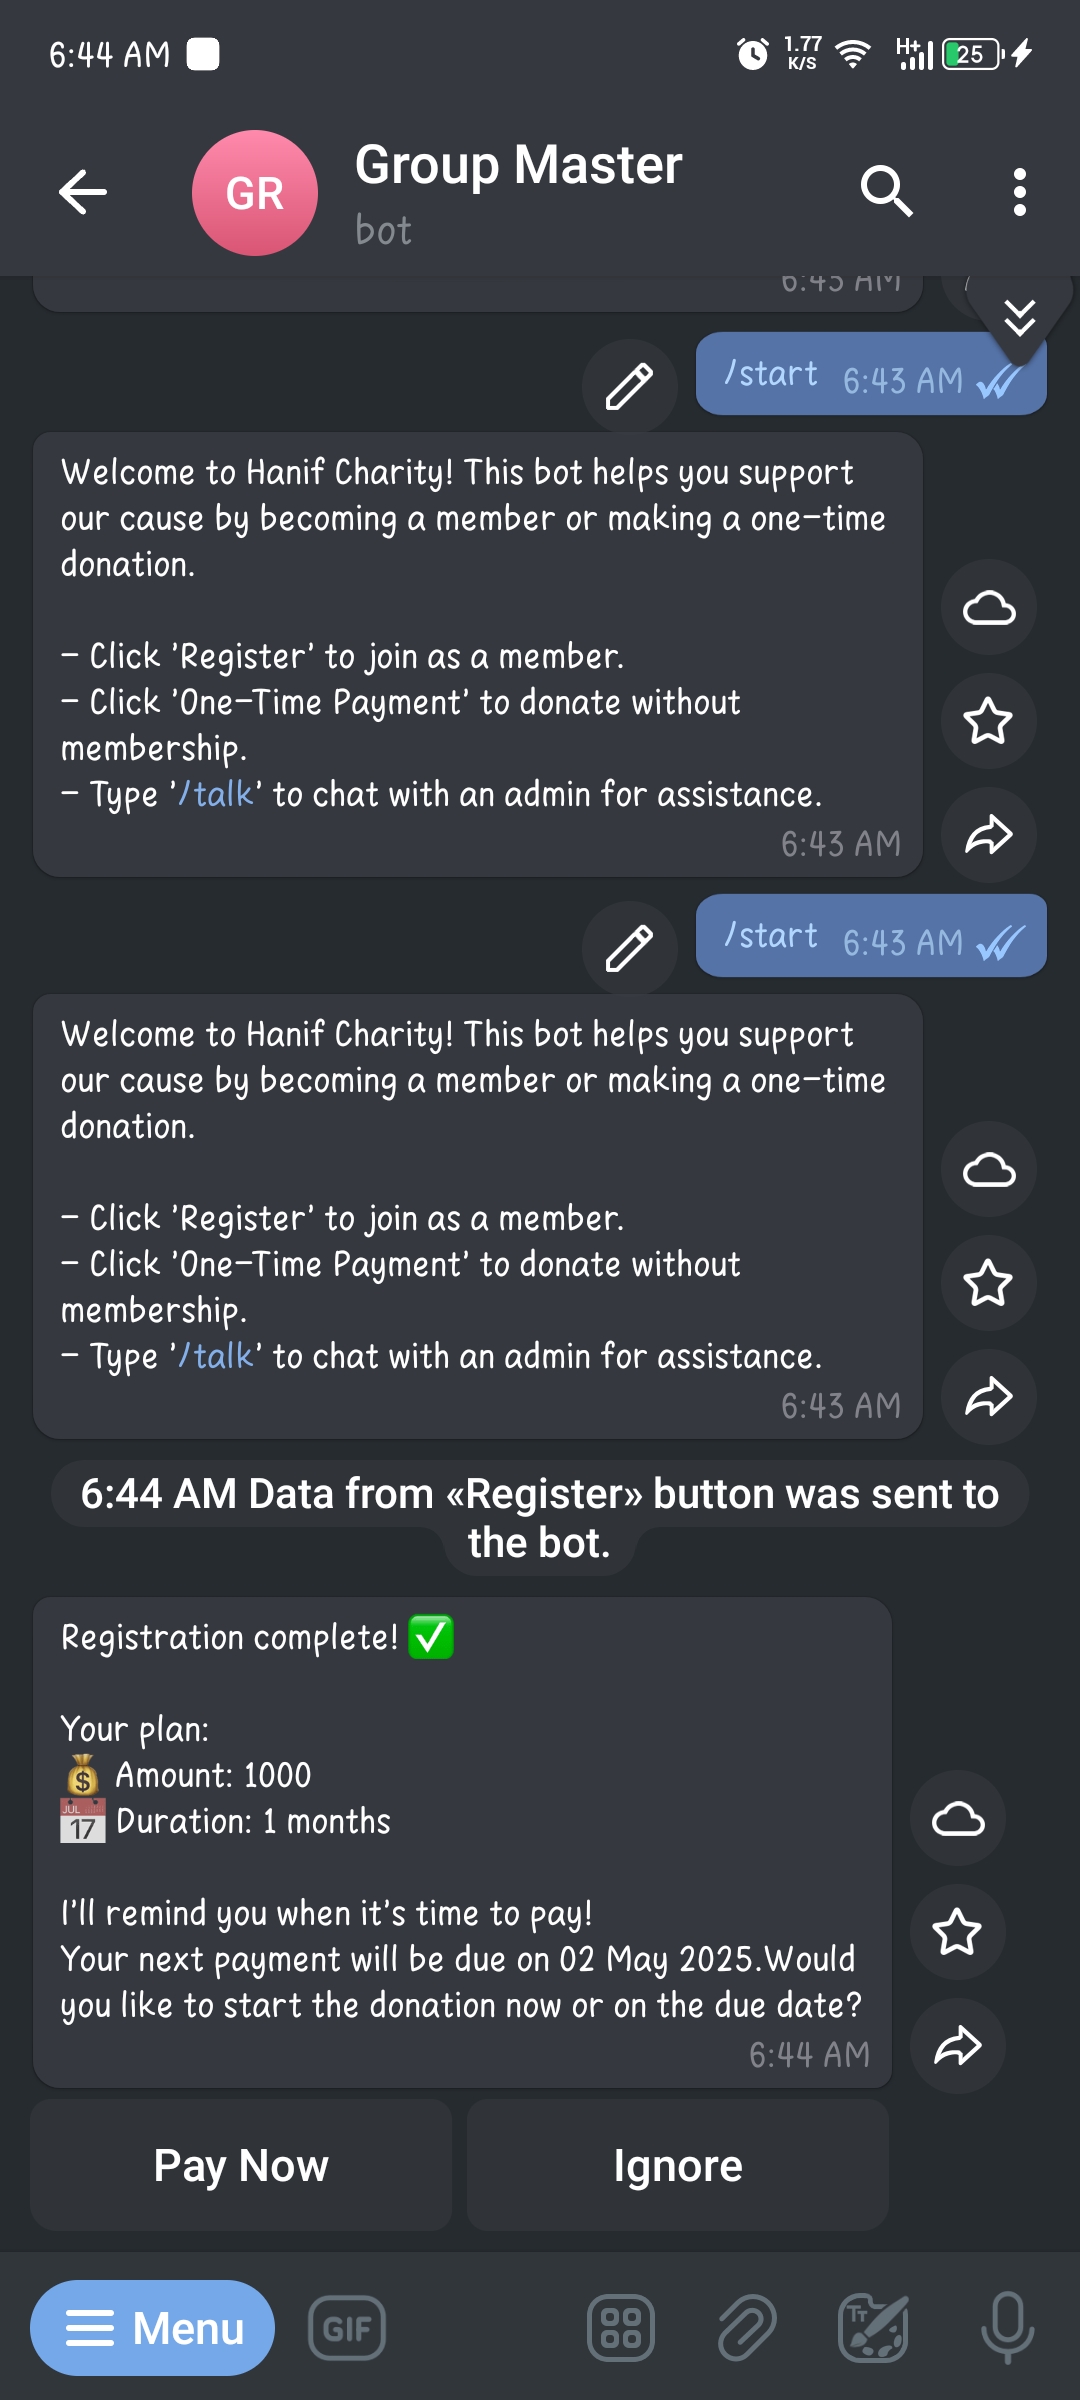 6:44 AM
1.77
K/S
H+
25
GR
Group Master
bot
6:43 AM
/start 6:43 AM
Welcome to Hanif Charity! This bot helps you support
our cause by becoming a member or making a one-time
donation.
- Click 'Register' to join as a member.
- Click 'One-Time Payment' to donate without
membership.
- Type '/talk' to chat with an admin for assistance.
6:43 AM
/start 6:43 AM
Welcome to Hanif Charity! This bot helps you support
our cause by becoming a member or making a one-time
donation.
- Click 'Register' to join as a member.
- Click 'One-Time Payment' to donate without
membership.
- Type '/talk' to chat with an admin for assistance.
6:43 AM
6:44 AM Data from «Register» button was sent to
the bot.
Registration complete! ✅
Your plan:
💰 Amount: 1000
📅 Duration: 1 months
I'll remind you when it's time to pay!
Your next payment will be due on 02 May 2025.Would
you like to start the donation now or on the due date?
6:44 AM
Pay Now
Ignore
Menu
GIF